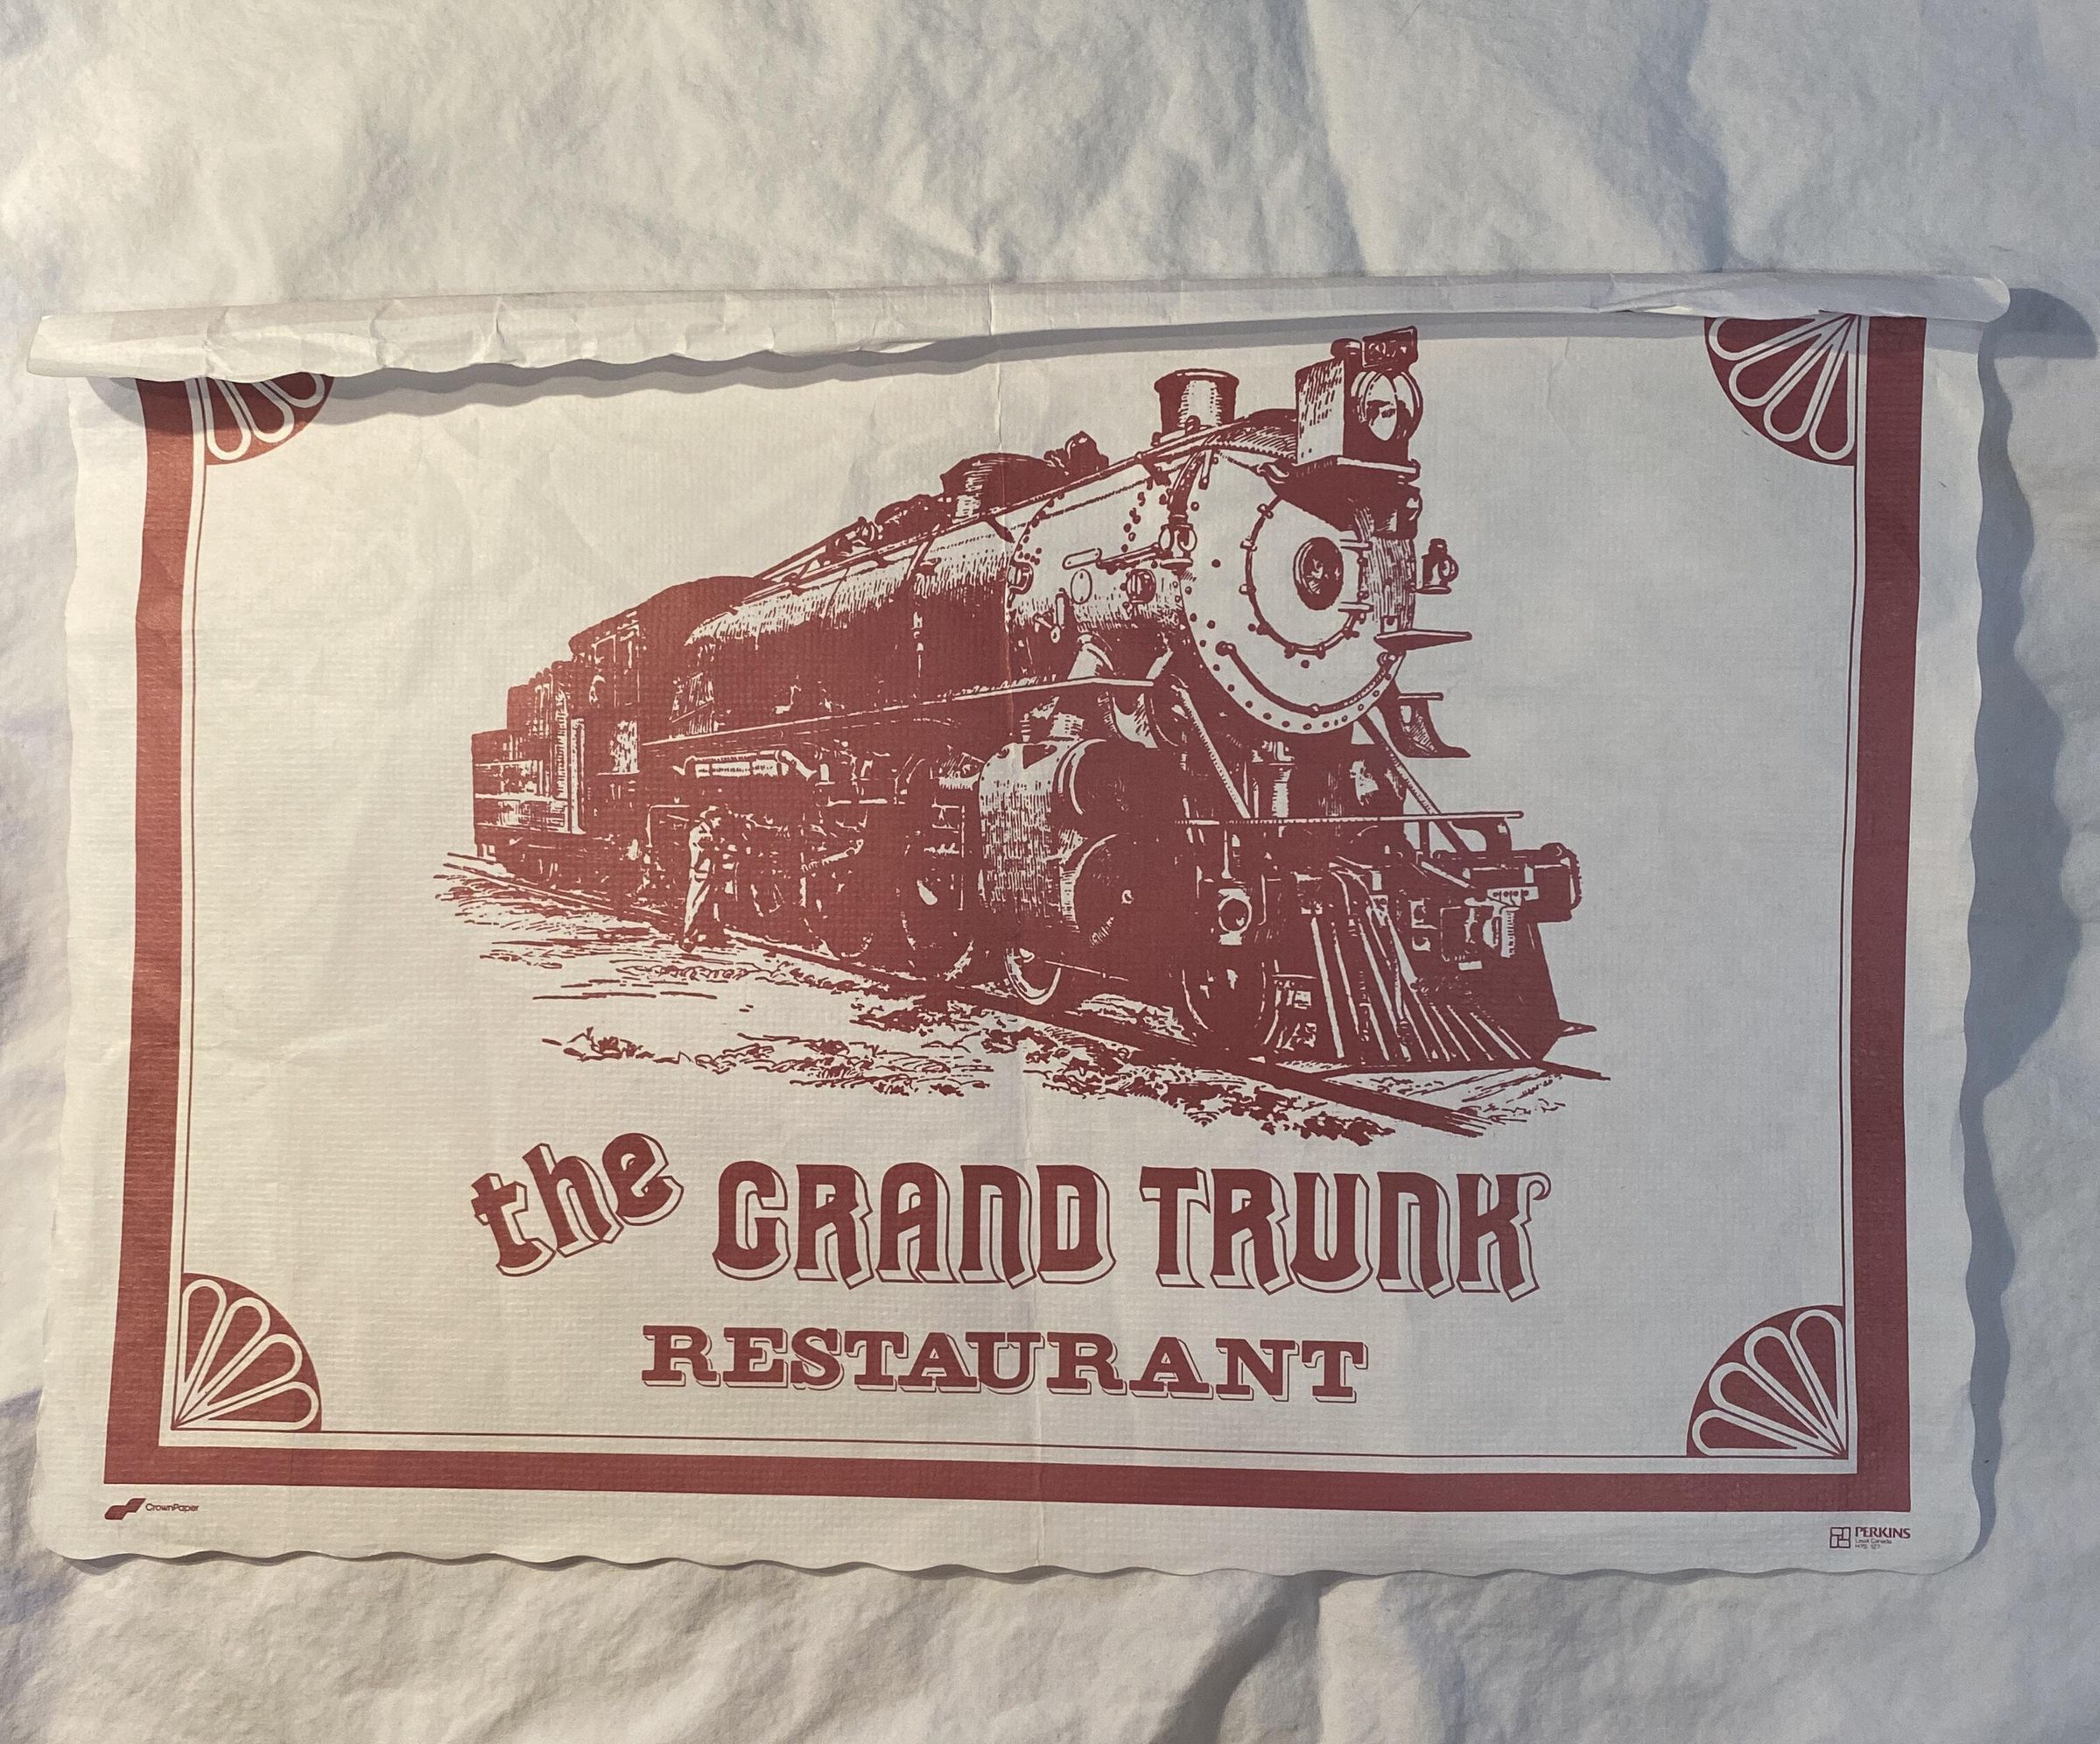 the GRAND TRUNK
RESTAURANT
CrownPaper
PERKINS